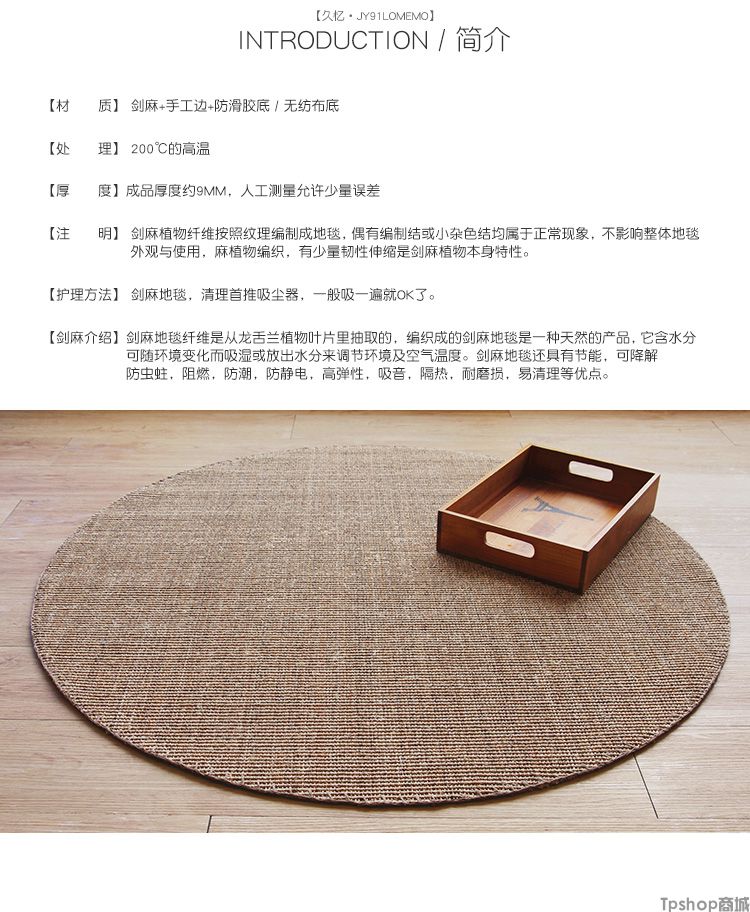 【久忆·JY91LOMEMO】
INTRODUCTION / 简介
【材 质】 剑麻+手工边+防滑胶底 / 无纺布底
【处 理】 200℃的高温
【厚 度】成品厚度约9MM，人工测量允许少量误差
【注 明】 剑麻植物纤维按照纹理编制成地毯，偶有编制结或小杂色结均属于正常现象，不影响整体地毯
外观与使用，麻植物编织，有少量韧性伸缩是剑麻植物本身特性。
【护理方法】 剑麻地毯，清理首推吸尘器，一般吸一遍就OK了。
【剑麻介绍】剑麻地毯纤维是从龙舌兰植物叶片里抽取的，编织成的剑麻地毯是一种天然的产品，它含水分
可随环境变化而吸湿或放出水分来调节环境及空气温度。剑麻地毯还具有节能，可降解
防虫蛀，阻燃，防潮，防静电，高弹性，吸音，隔热，耐磨损，易清理等优点。
Tpshop商城